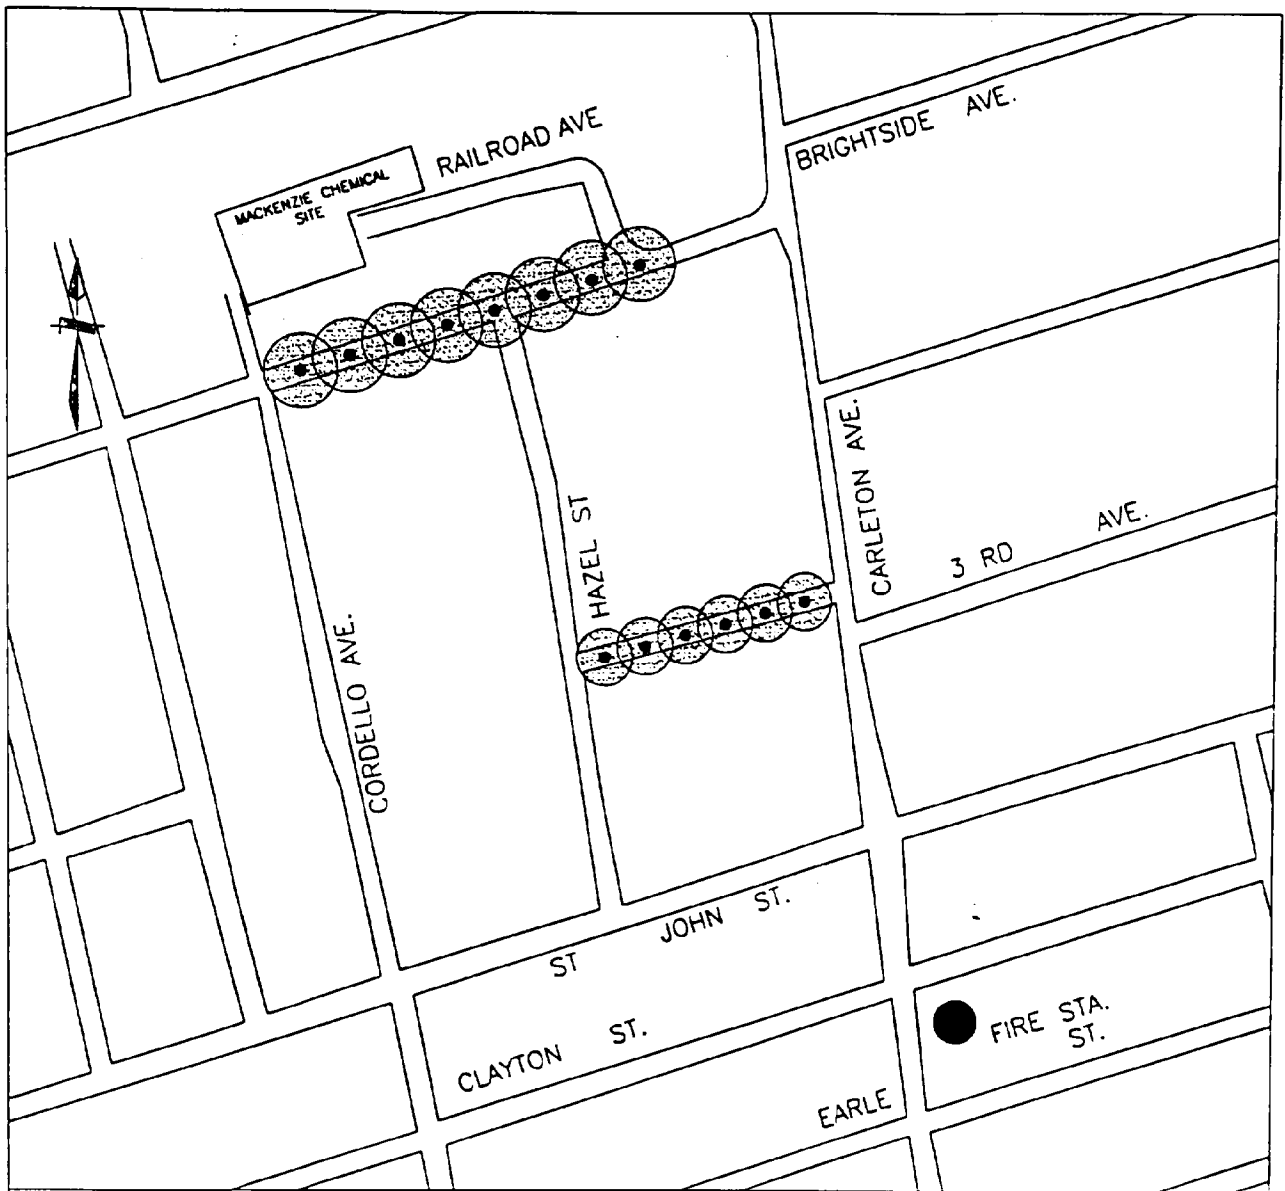 BRIGHTSIDE AVE.
RAILROAD AVE
MACKENZIE CHEMICAL
SITE
CARLETON AVE.
HAZEL ST
3 RD AVE.
CORDELLO AVE.
ST JOHN ST.
CLAYTON ST.
FIRE STA.
EARLE ST.